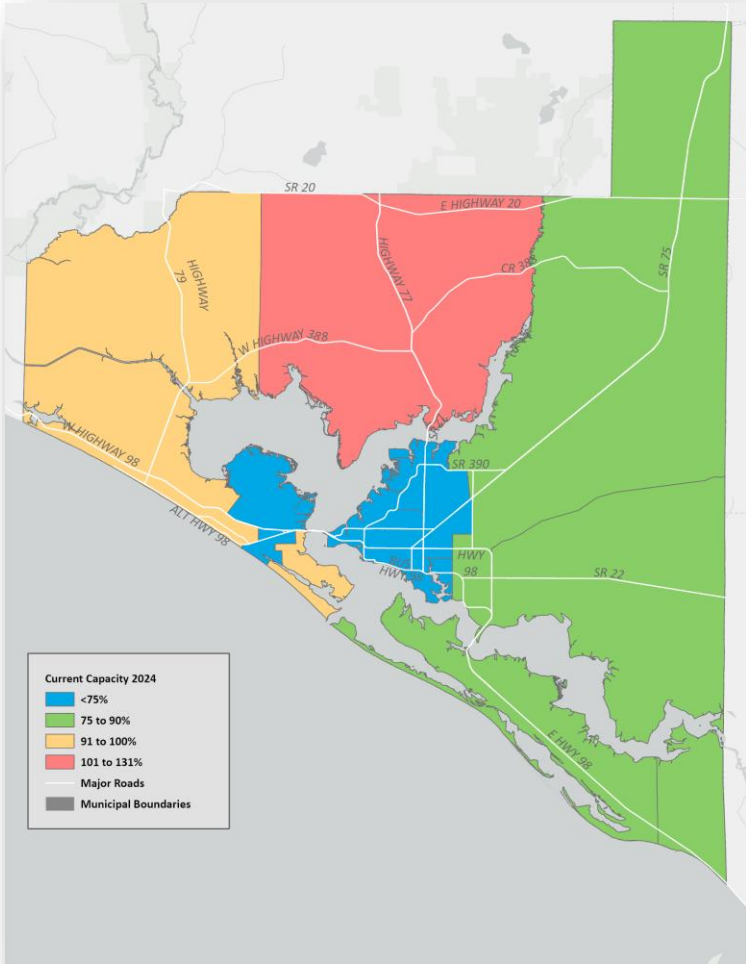 SR 20
E HIGHWAY 20
HIGHWAY 77
SR 75
HIGHWAY
79
CR 388
W HIGHWAY 388
W HIGHWAY 98
SR 390
ALT HWY 98
HWY
98
HWY 98
SR 22
E HWY 98
Current Capacity 2024
<75%
75 to 90%
91 to 100%
101 to 131%
Major Roads
Municipal Boundaries